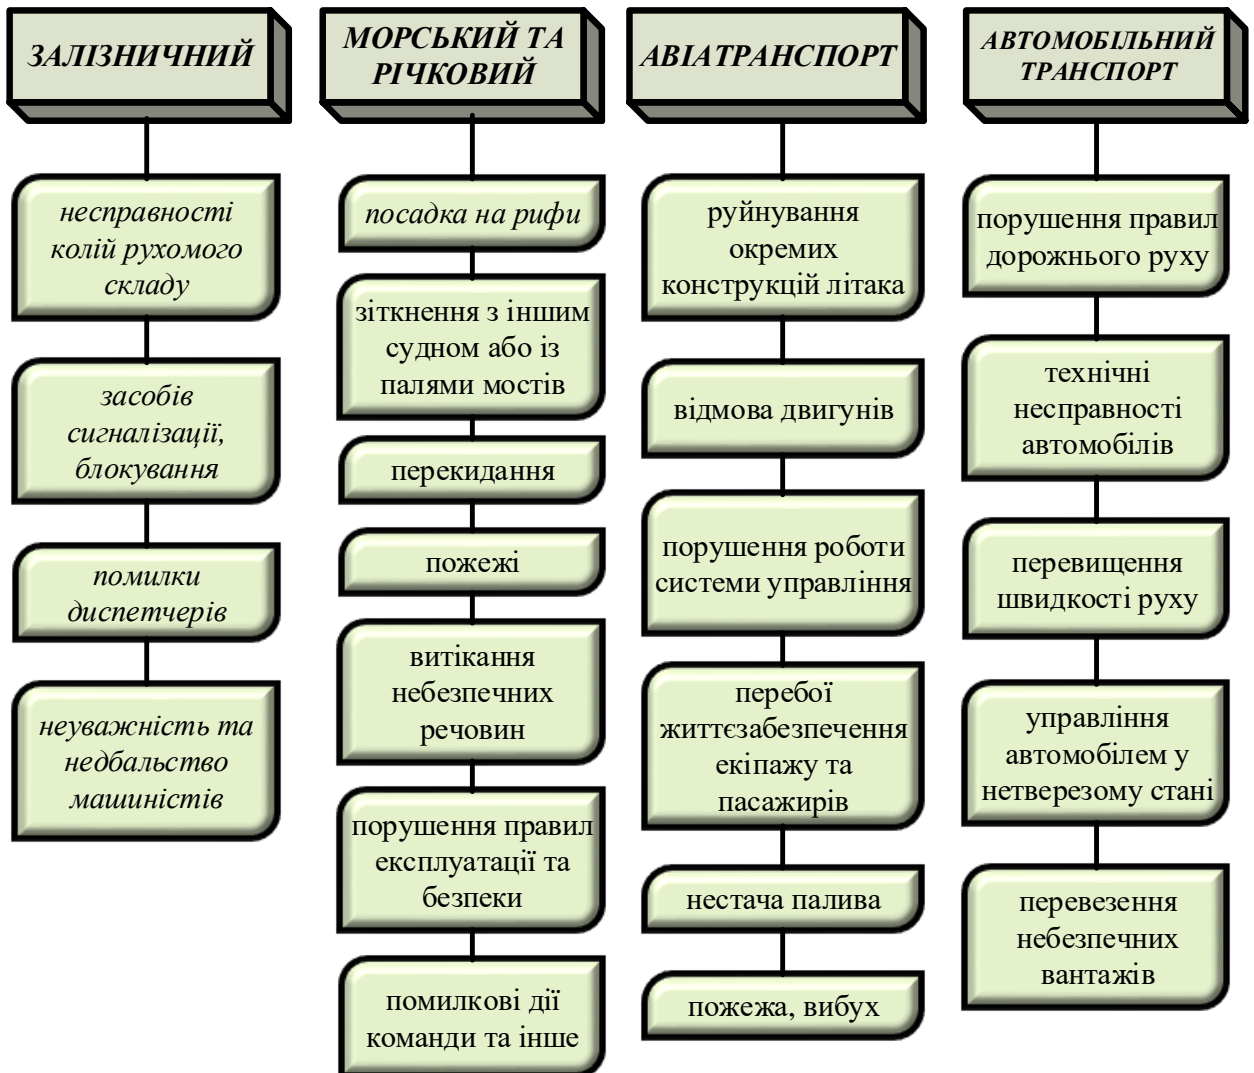 ЗАЛІЗНИЧНИЙ
несправності
колій рухомого
складу
засобів
сигналізації,
блокування
помилки
диспетчерів
неуважність та
недбальство
машиністів
МОРСЬКИЙ ТА
РІЧКОВИЙ
посадка на рифи
зіткнення з іншим
судном або із
палями мостів
перекидання
пожежі
витікання
небезпечних
речовин
порушення правил
експлуатації та
безпеки
помилкові дії
команди та інше
АВІАТРАНСПОРТ
руйнування
окремих
конструкцій літака
відмова двигунів
порушення роботи
системи управління
перебої
життєзабезпечення
екіпажу та
пасажирів
нестача палива
пожежа, вибух
АВТОМОБІЛЬНИЙ
ТРАНСПОРТ
порушення правил
дорожнього руху
технічні
несправності
автомобілів
перевищення
швидкості руху
управління
автомобілем у
нетверезому стані
перевезення
небезпечних
вантажів